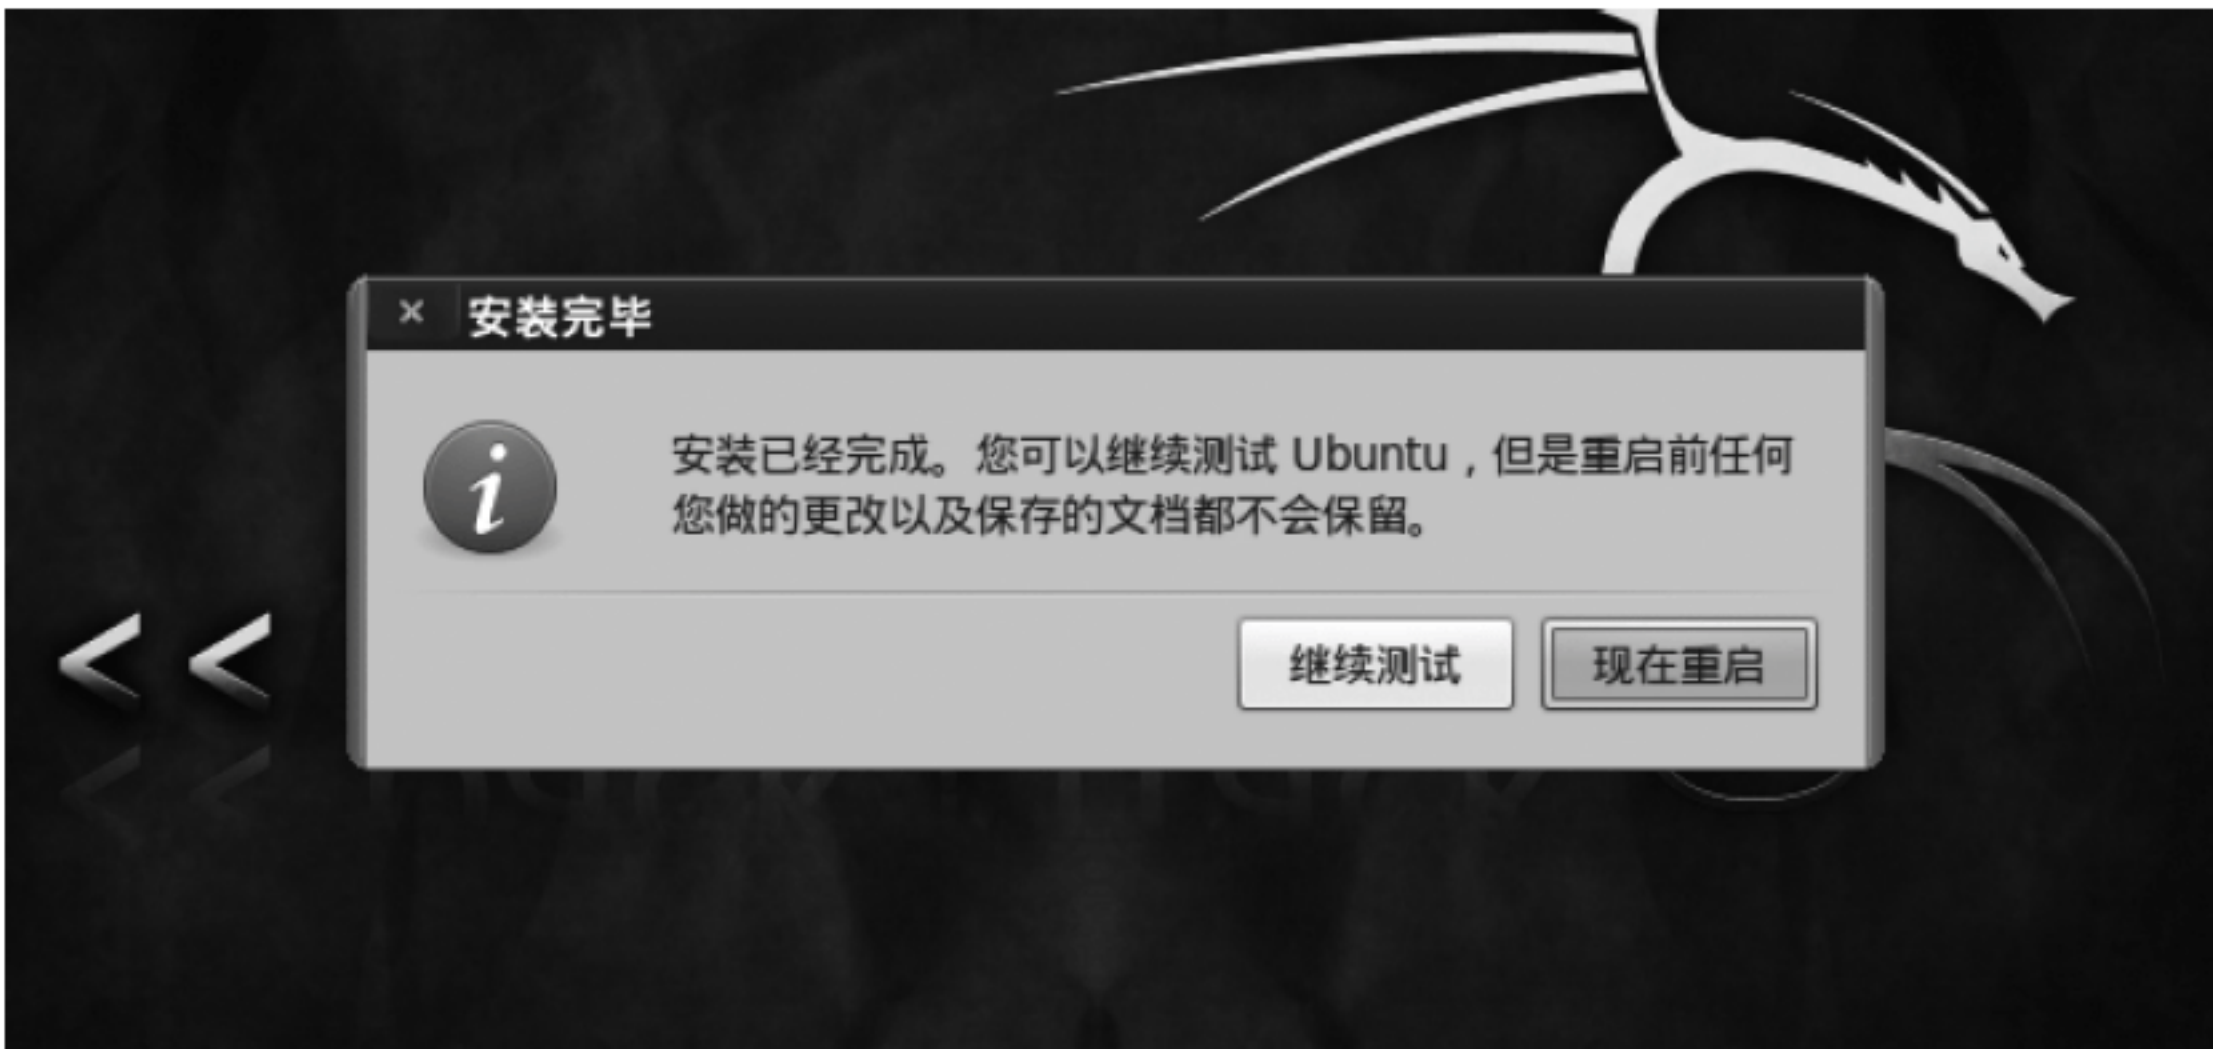 安装完毕
安装已经完成。您可以继续测试 Ubuntu，但是重启前任何
您做的更改以及保存的文档都不会保留。
<<
继续测试
现在重启